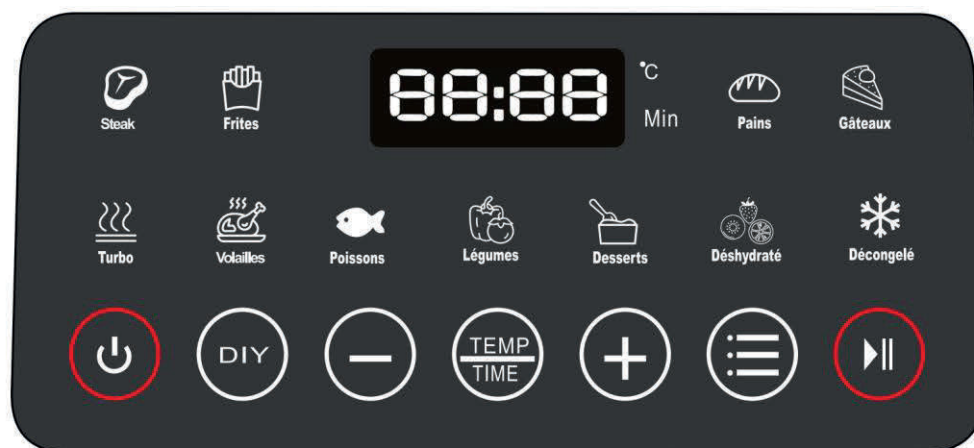 88:88
°C
Min
Steak
Frites
Pains
Gâteaux
Turbo
Volailles
Poissons
Légumes
Desserts
Déshydraté
Décongelé
DIY
TEMP
TIME